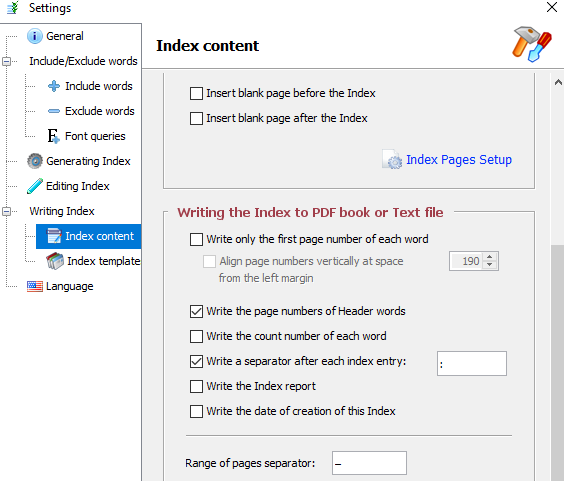 Settings
General
Include/Exclude words
Include words
Exclude words
Font queries
Generating Index
Editing Index
Writing Index
Index content
Index template
Language
Index content
Insert blank page before the Index
Insert blank page after the Index
Index Pages Setup
Writing the Index to PDF book or Text file
Write only the first page number of each word
Align page numbers vertically at space 190
from the left margin
Write the page numbers of Header words
Write the count number of each word
Write a separator after each index entry: :
Write the Index report
Write the date of creation of this Index
Range of pages separator: –